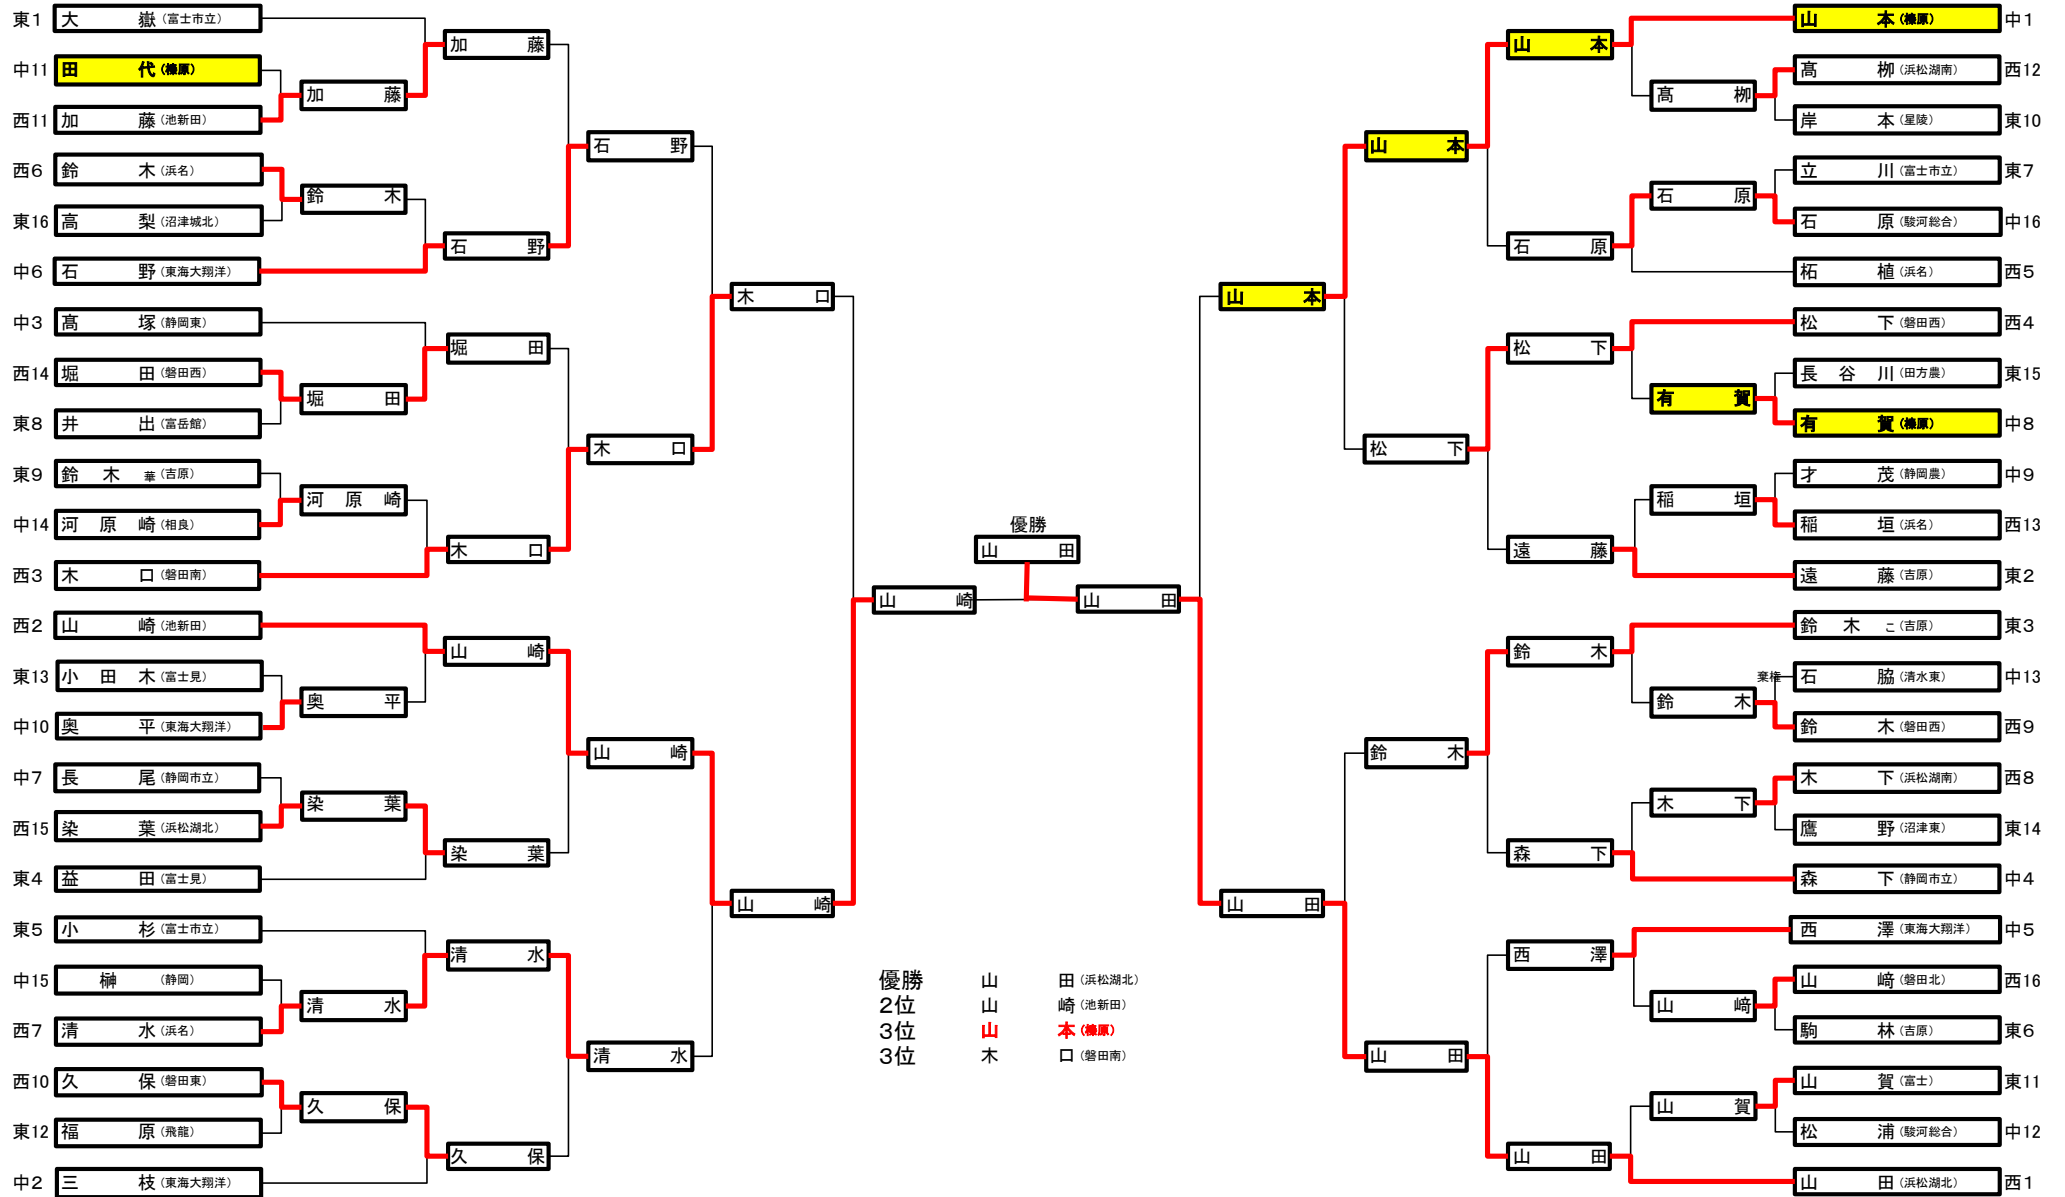 東1 大 嶽 (富士市立)
中11 田 代 (榛原)
西11 加 藤 (池新田)
西6 鈴 木 (浜名)
東16 高 梨 (沼津城北)
中6 石 野 (東海大翔洋)
中3 髙 塚 (静岡東)
西14 堀 田 (磐田西)
東8 井 出 (富岳館)
東9 鈴 木 華 (吉原)
中14 河 原 崎 (相良)
西3 木 口 (磐田南)
西2 山 崎 (池新田)
東13 小 田 木 (富士見)
中10 奥 平 (東海大翔洋)
中7 長 尾 (静岡市立)
西15 染 葉 (浜松湖北)
東4 益 田 (富士見)
東5 小 杉 (富士市立)
中15 榊 (静岡)
西7 清 水 (浜名)
西10 久 保 (磐田東)
東12 福 原 (飛龍)
中2 三 枝 (東海大翔洋)
加 藤
鈴 木
堀 田
河 原 崎
奥 平
染 葉
清 水
久 保
加 藤
石 野
堀 田
木 口
山 崎
染 葉
清 水
久 保
石 野
木 口
山 崎
清 水
木 口
山 崎
山 崎
優勝
山 田
山 田
優勝 山 田 (浜松湖北)
2位 山 崎 (池新田)
3位 山 本 (榛原)
3位 木 口 (磐田南)
山 本
山 田
山 本
松 下
鈴 木
山 田
山 本
石 原
松 下
遠 藤
鈴 木
森 下
西 澤
山 田
髙 栁
石 原
有 賀
稲 垣
鈴 木
木 下
山 﨑
山 賀
棄権
山 本 (榛原) 中1
髙 栁 (浜松湖南) 西12
岸 本 (星陵) 東10
立 川 (富士市立) 東7
石 原 (駿河総合) 中16
柘 植 (浜名) 西5
松 下 (磐田西) 西4
長 谷 川 (田方農) 東15
有 賀 (榛原) 中8
才 茂 (静岡農) 中9
稲 垣 (浜名) 西13
遠 藤 (吉原) 東2
鈴 木 こ (吉原) 東3
石 脇 (清水東) 中13
鈴 木 (磐田西) 西9
木 下 (浜松湖南) 西8
鷹 野 (沼津東) 東14
森 下 (静岡市立) 中4
西 澤 (東海大翔洋) 中5
山 﨑 (磐田北) 西16
駒 林 (吉原) 東6
山 賀 (富士) 東11
松 浦 (駿河総合) 中12
山 田 (浜松湖北) 西1